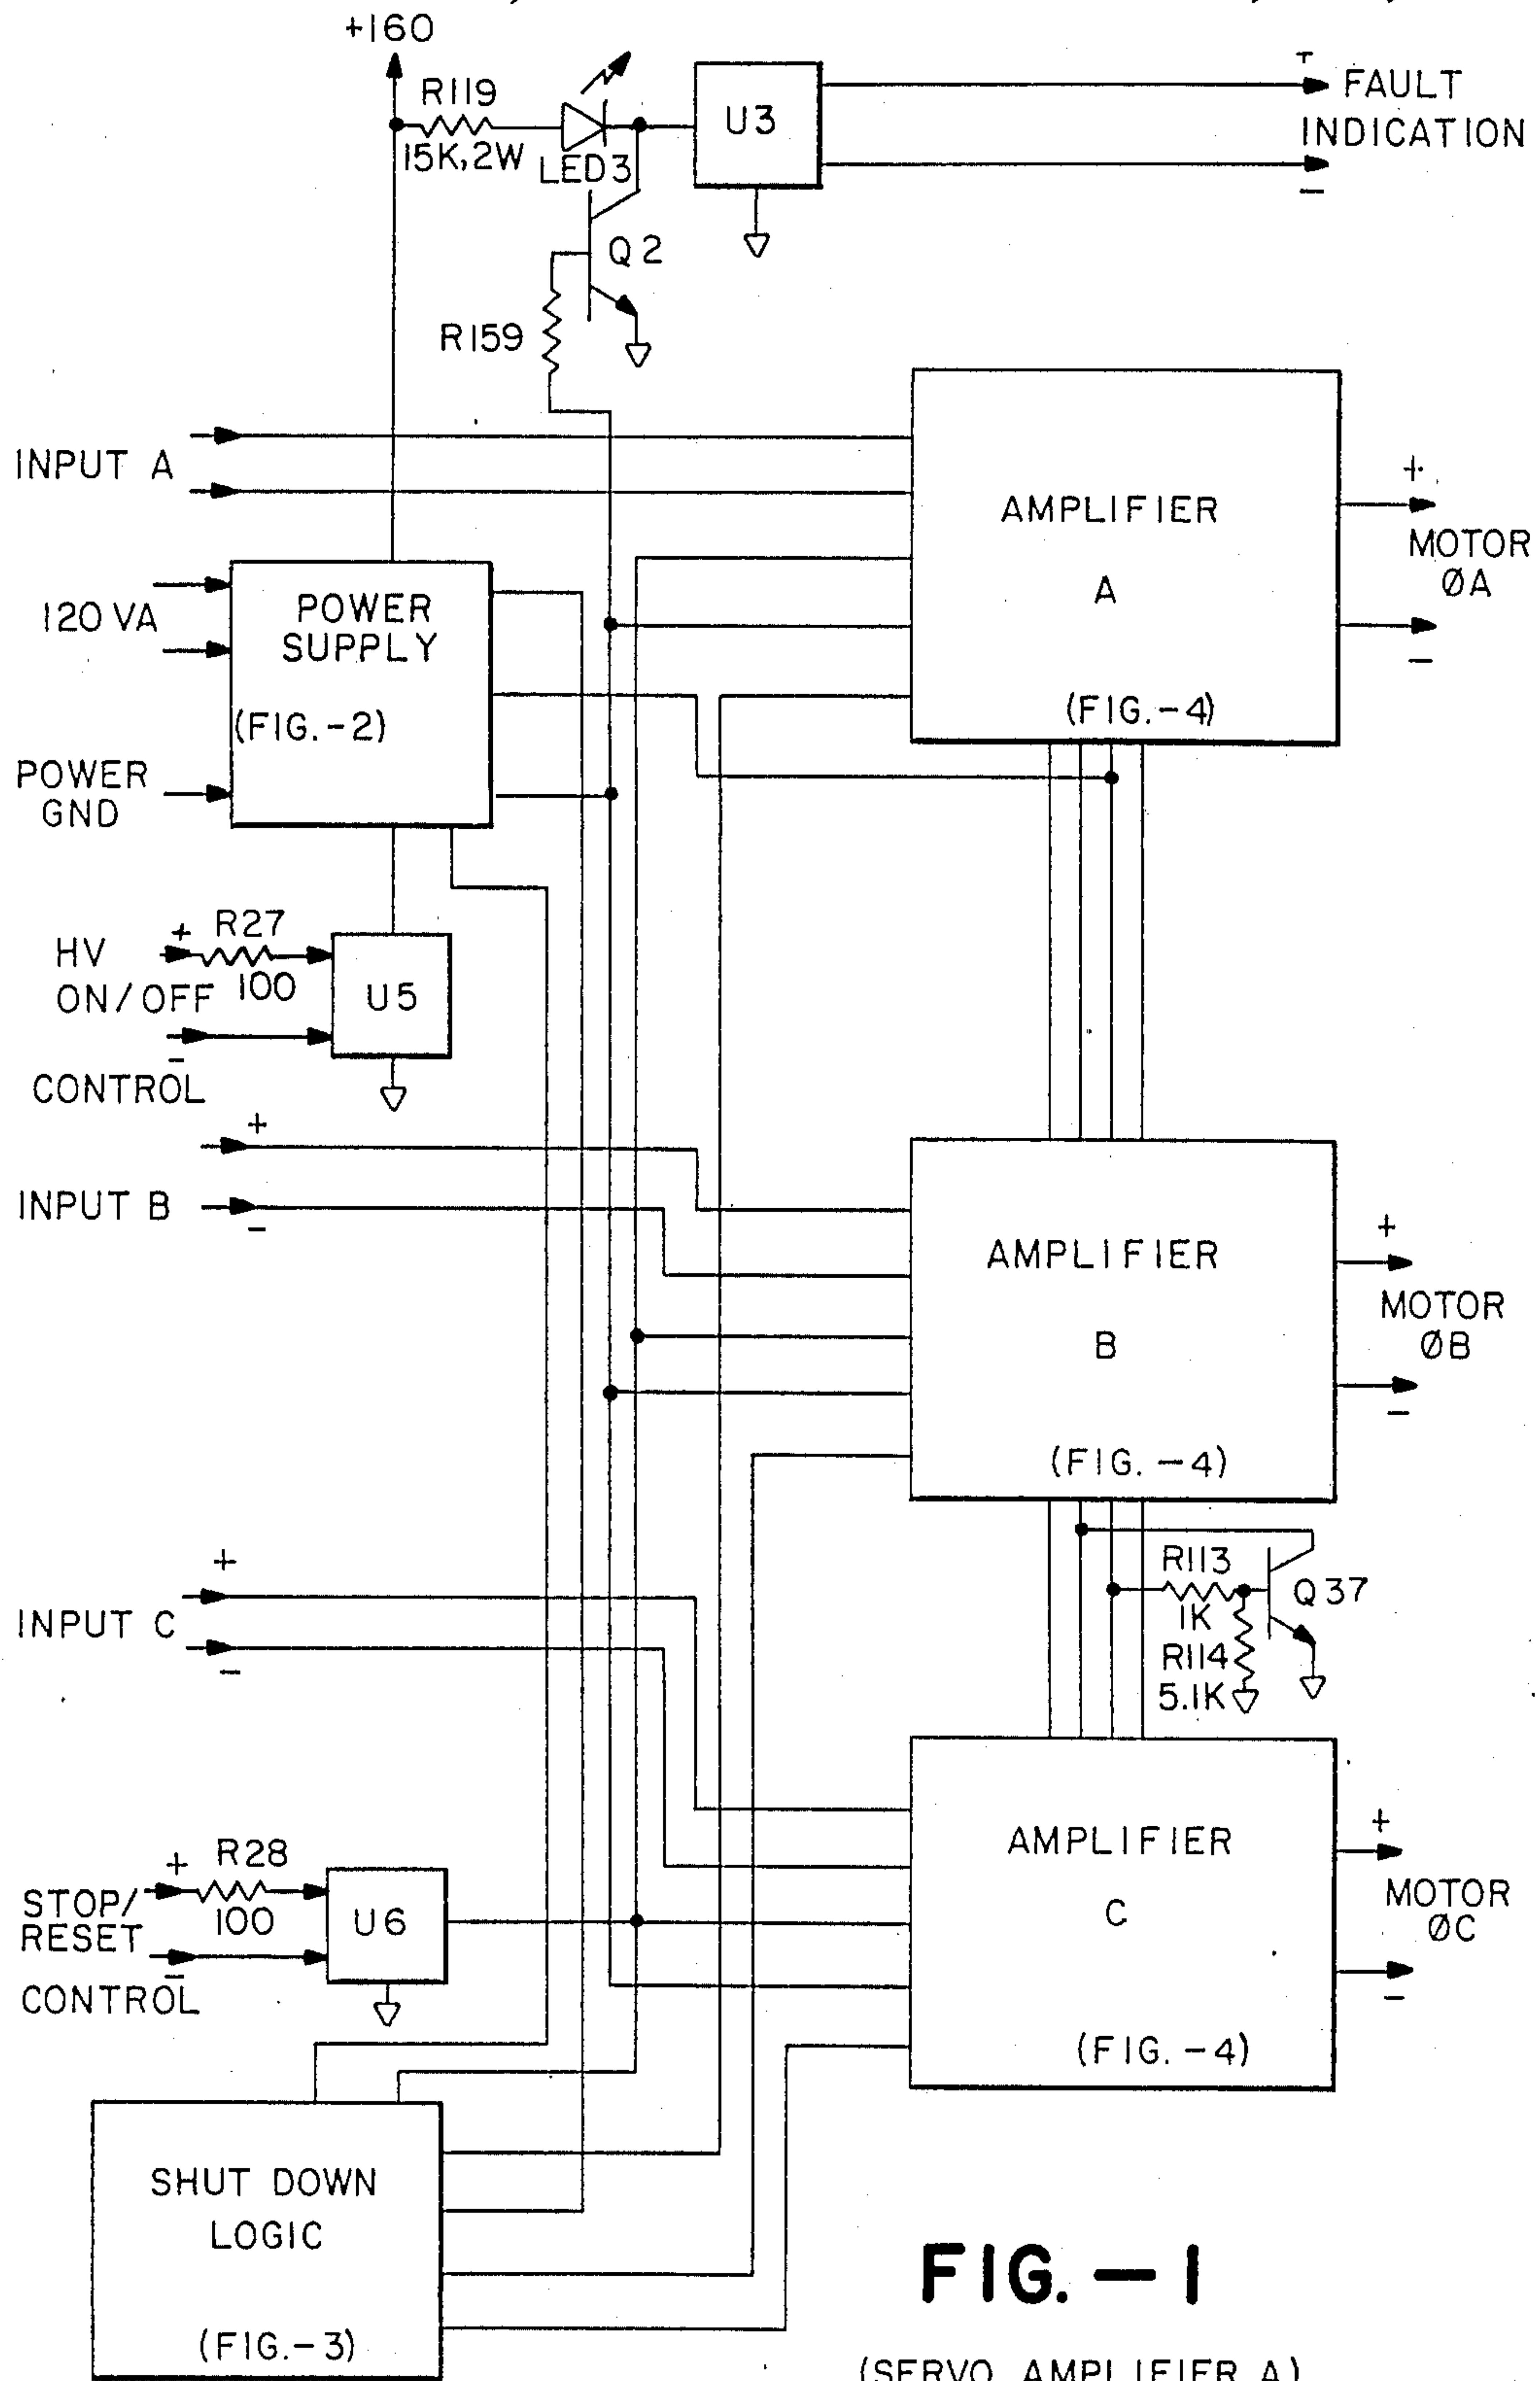 +160
R119
15K,2W
LED3
U3
+
FAULT
INDICATION
−
Q2
R159
INPUT A
AMPLIFIER
A
(FIG.-4)
+
MOTOR
ØA
−
120 VA
POWER
SUPPLY
(FIG.-2)
POWER
GND
HV
ON/OFF
CONTROL
+
R27
100
−
U5
+
INPUT B
−
AMPLIFIER
B
(FIG.-4)
+
MOTOR
ØB
−
R113
1K
R114
5.1K
Q37
+
INPUT C
−
AMPLIFIER
C
(FIG.-4)
+
MOTOR
ØC
−
STOP/
RESET
CONTROL
+
R28
100
−
U6
SHUT DOWN
LOGIC
(FIG.-3)
FIG.-1
(SERVO AMPLIFIER A)